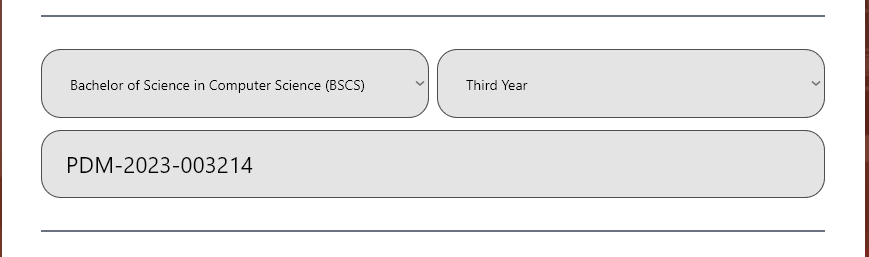 Bachelor of Science in Computer Science (BSCS)
Third Year
PDM-2023-003214